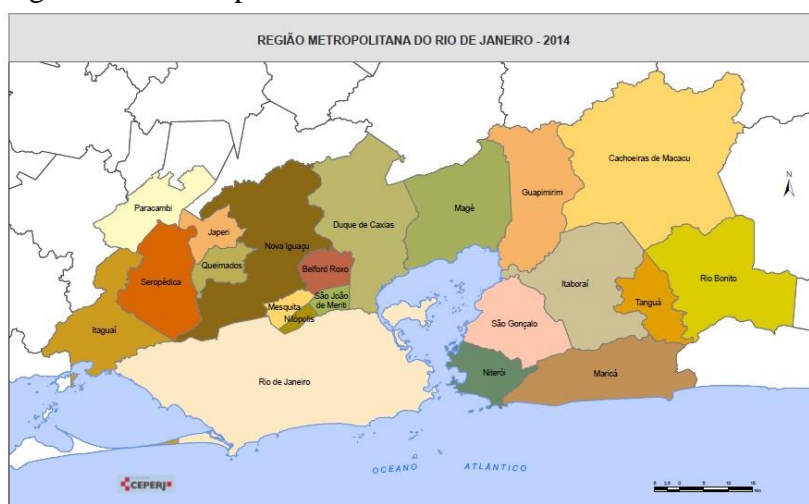 REGIÃO METROPOLITANA DO RIO DE JANEIRO - 2014
Cachoeiras de Macacu
N
Paracambi
Guapimirim
Magé
Japeri
Duque de Caxias
Nova Iguaçu
Queimados
Belford Roxo
Seropédica
Itaboraí
Rio Bonito
São João
de Meriti
Mesquita
Tanguá
Nilópolis
Itaguaí
São Gonçalo
Niterói
Maricá
Rio de Janeiro
OCEANO ATLÂNTICO
CEPERJ